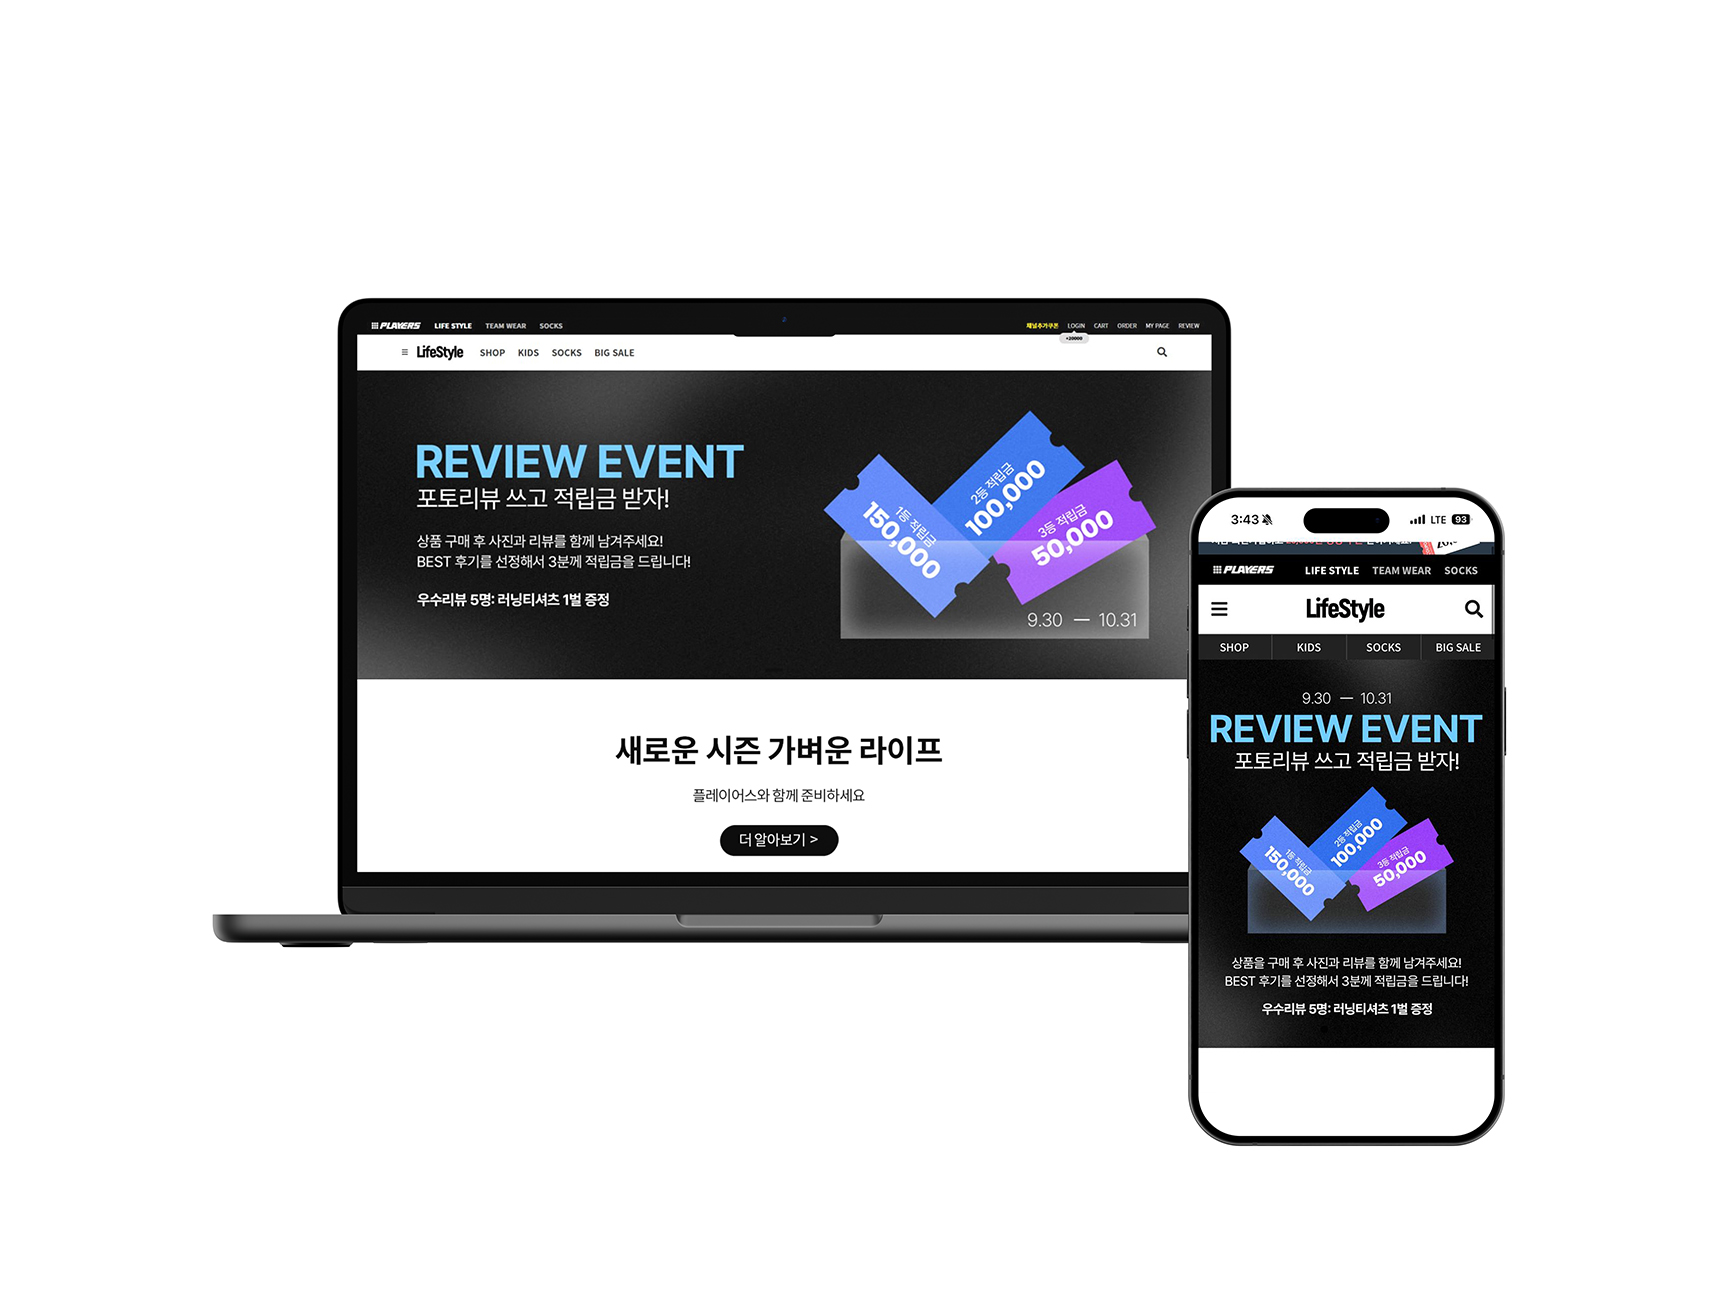 PLAYERS LIFE STYLE TEAM WEAR SOCKS
채널추가쿠폰 LOGIN CART ORDER MY PAGE REVIEW
+20000
LifeStyle SHOP KIDS SOCKS BIG SALE
REVIEW EVENT
포토리뷰 쓰고 적립금 받자!
상품 구매 후 사진과 리뷰를 함께 남겨주세요!
BEST 후기를 선정해서 3분께 적립금을 드립니다!
우수리뷰 5명: 러닝티셔츠 1벌 증정
1등 적립금
150,000
2등 적립금
100,000
3등 적립금
50,000
9.30 — 10.31
새로운 시즌 가벼운 라이프
플레이어스와 함께 준비하세요
더 알아보기 >
3:43 LTE 93
PLAYERS LIFE STYLE TEAM WEAR SOCKS
LifeStyle
SHOP KIDS SOCKS BIG SALE
9.30 — 10.31
REVIEW EVENT
포토리뷰 쓰고 적립금 받자!
1등 적립금
150,000
2등 적립금
100,000
3등 적립금
50,000
상품을 구매 후 사진과 리뷰를 함께 남겨주세요!
BEST 후기를 선정해서 3분께 적립금을 드립니다!
우수리뷰 5명: 러닝티셔츠 1벌 증정